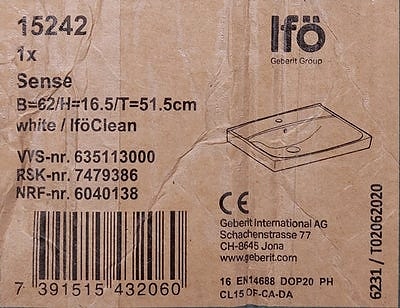 15242
1x
Sense
B=62/H=16.5/T=51.5cm
white / IföClean
VVS-nr. 635113000
RSK-nr. 7479386
NRF-nr. 6040138
7 391515 432060
Ifö
Geberit Group
CE
Geberit International AG
Schachenstrasse 77
CH-8645 Jona
www.geberit.com
16 EN14688 DOP20 PH
CL15 OF-CA-DA
6231 / T02062020